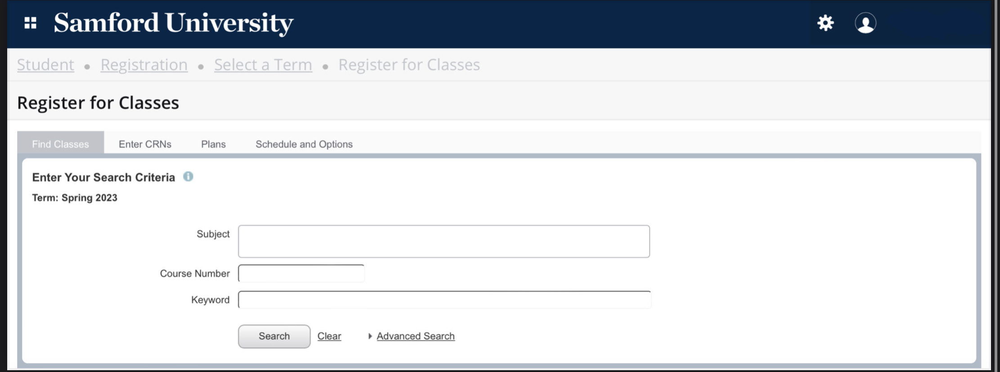 Samford University
Student • Registration • Select a Term • Register for Classes
Register for Classes
Find Classes Enter CRNs Plans Schedule and Options
Enter Your Search Criteria
Term: Spring 2023
Subject
Course Number
Keyword
Search Clear Advanced Search